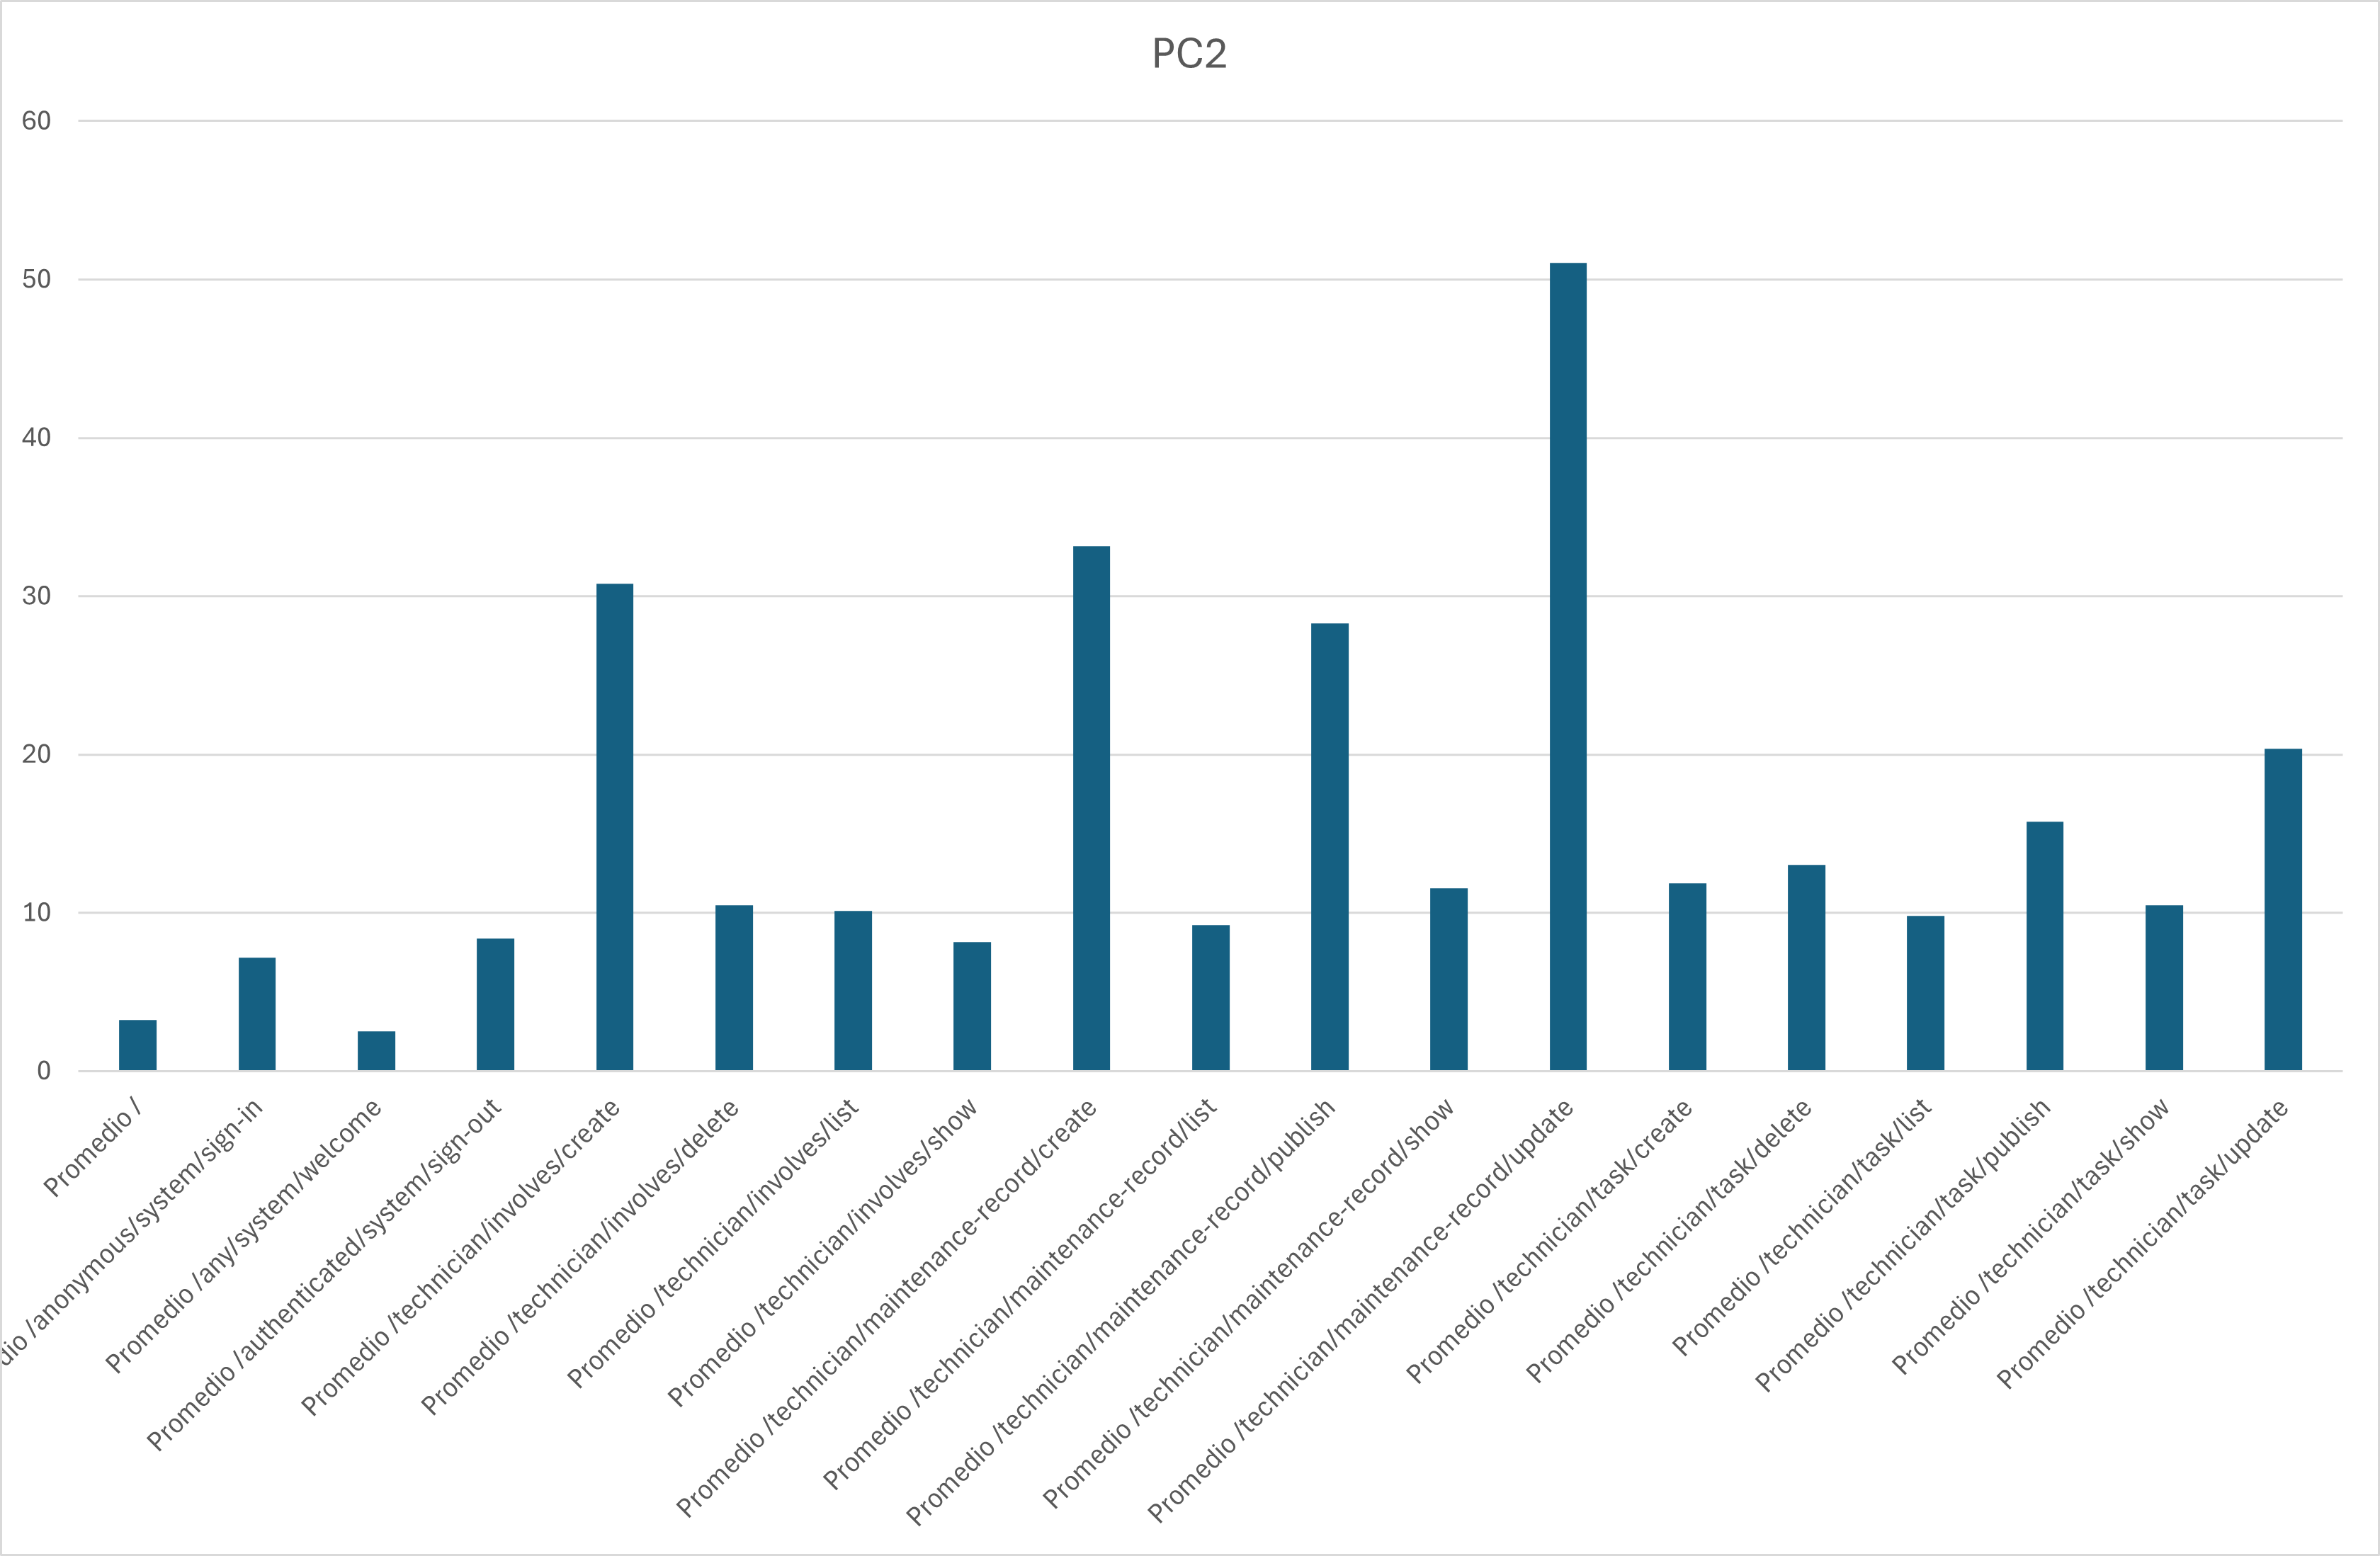 PC2
60
50
40
30
20
10
0
Promedio /
dio /anonymous/system/sign-in
Promedio /any/system/welcome
Promedio /authenticated/system/sign-out
Promedio /technician/involves/create
Promedio /technician/involves/delete
Promedio /technician/involves/list
Promedio /technician/involves/show
Promedio /technician/maintenance-record/create
Promedio /technician/maintenance-record/list
Promedio /technician/maintenance-record/publish
Promedio /technician/maintenance-record/show
Promedio /technician/maintenance-record/update
Promedio /technician/task/create
Promedio /technician/task/delete
Promedio /technician/task/list
Promedio /technician/task/publish
Promedio /technician/task/show
Promedio /technician/task/update